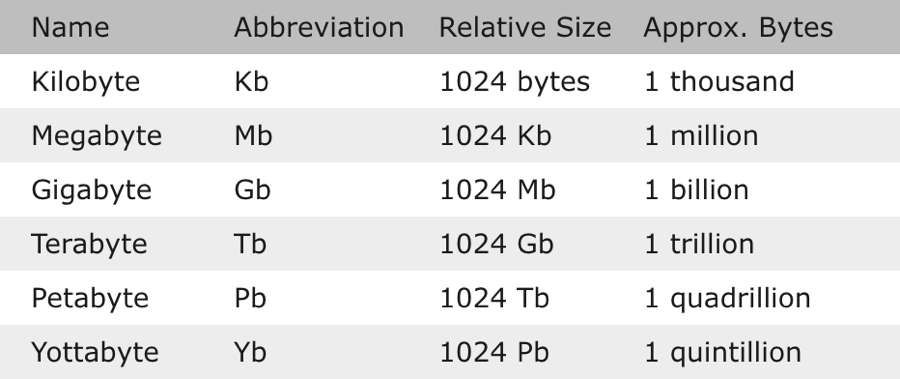 Name Abbreviation Relative Size Approx. Bytes
Kilobyte Kb 1024 bytes 1 thousand
Megabyte Mb 1024 Kb 1 million
Gigabyte Gb 1024 Mb 1 billion
Terabyte Tb 1024 Gb 1 trillion
Petabyte Pb 1024 Tb 1 quadrillion
Yottabyte Yb 1024 Pb 1 quintillion